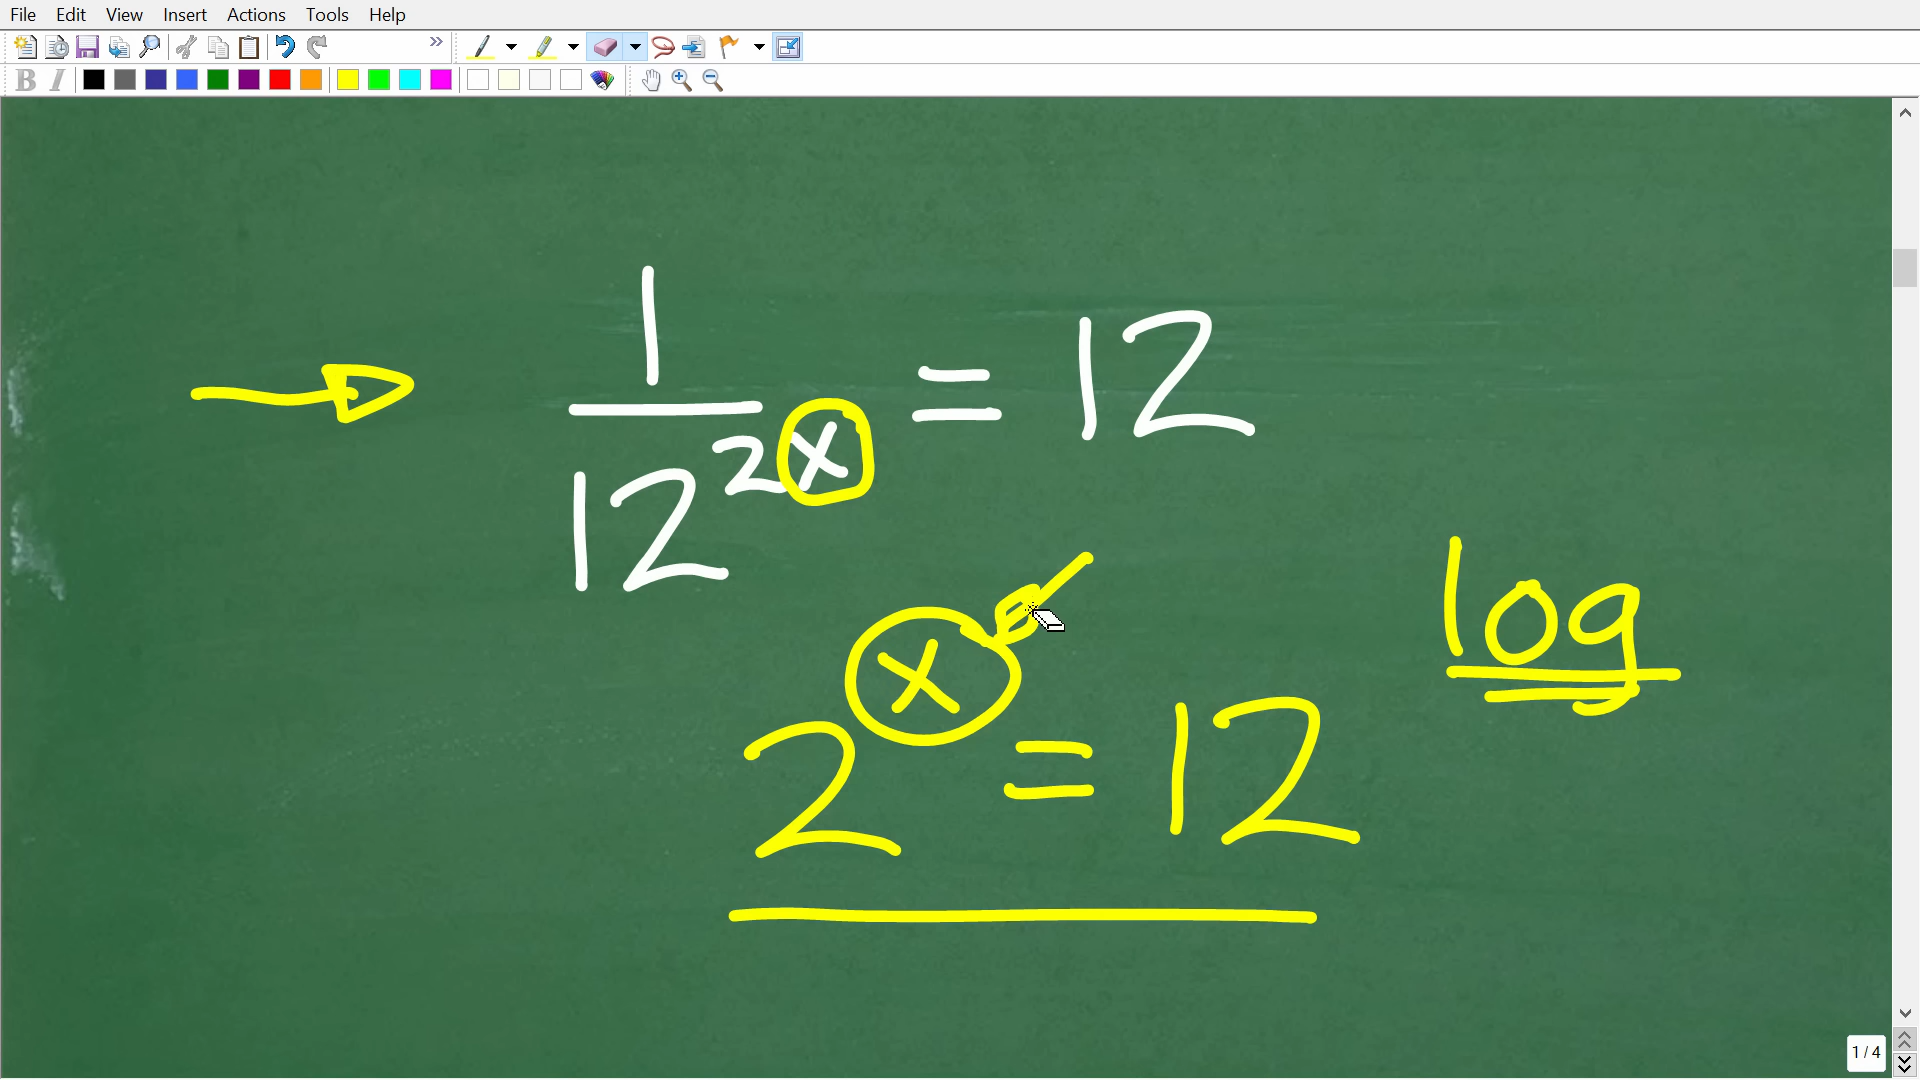 File Edit View Insert Actions Tools Help
B I
1
— = 12
12^{2x}
log
2^x = 12
1 / 4